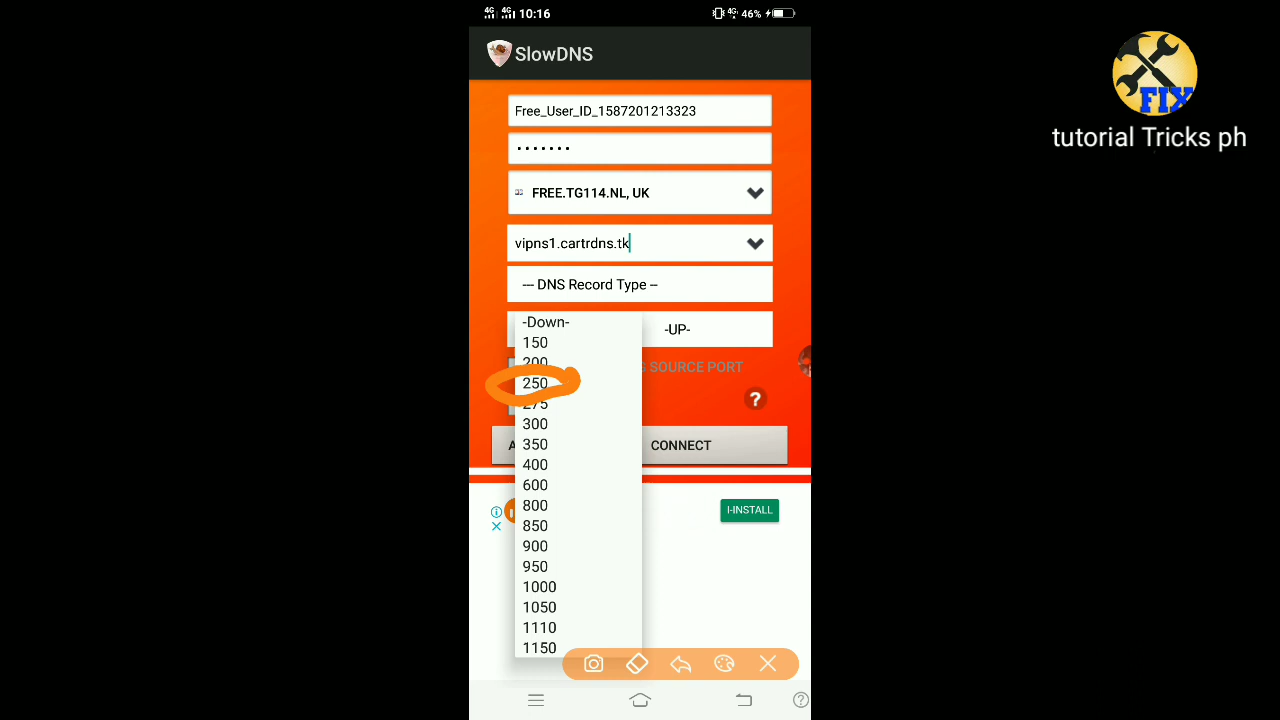 4G 4G 10:16
4G 46%
SlowDNS
FIX
tutorial Tricks ph
Free_User_ID_1587201213323
•••••••
FREE.TG114.NL, UK
vipns1.cartrdns.tk
--- DNS Record Type --
-Down-
-UP-
150
200
S SOURCE PORT
250
275
?
300
A
CONNECT
350
400
600
800
I-INSTALL
850
900
950
1000
1050
1110
1150
?